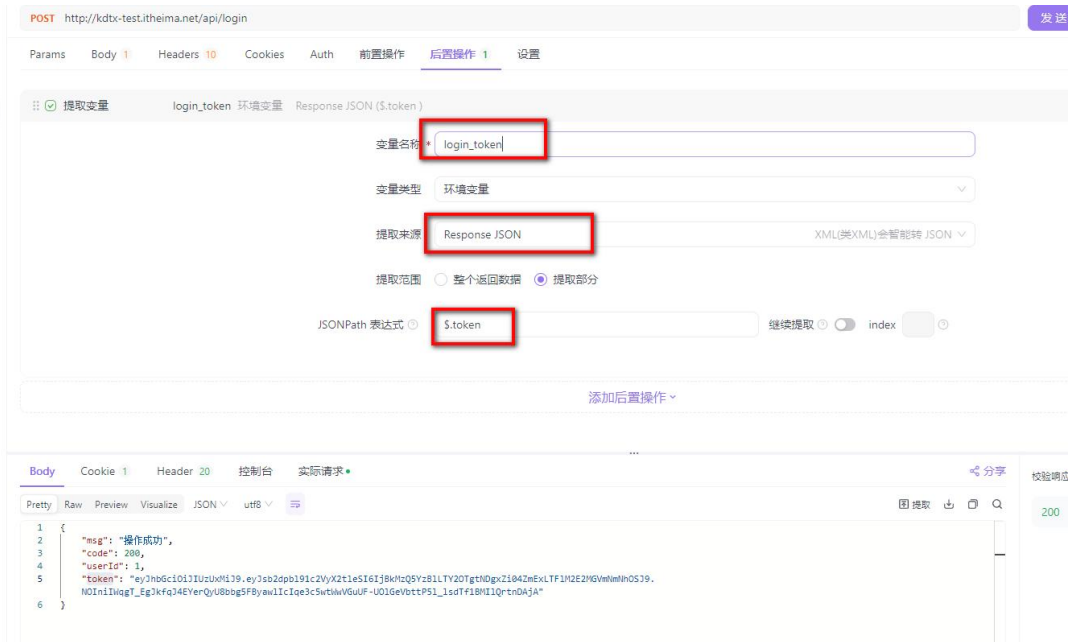 POST http://kdtx-test.itheima.net/api/login 发送
Params Body 1 Headers 10 Cookies Auth 前置操作 后置操作 1 设置
提取变量 login_token 环境变量 Response JSON ($.token )
变量名称 * login_token
变量类型 环境变量
提取来源 Response JSON XML(类XML)会智能转 JSON
提取范围 整个返回数据 提取部分
JSONPath 表达式 $.token 继续提取 index
添加后置操作
Body Cookie 1 Header 20 控制台 实际请求 分享 校验响应
Pretty Raw Preview Visualize JSON utf8 提取 200
1 {
2 "msg": "操作成功",
3 "code": 200,
4 "userId": 1,
5 "token":
6 }